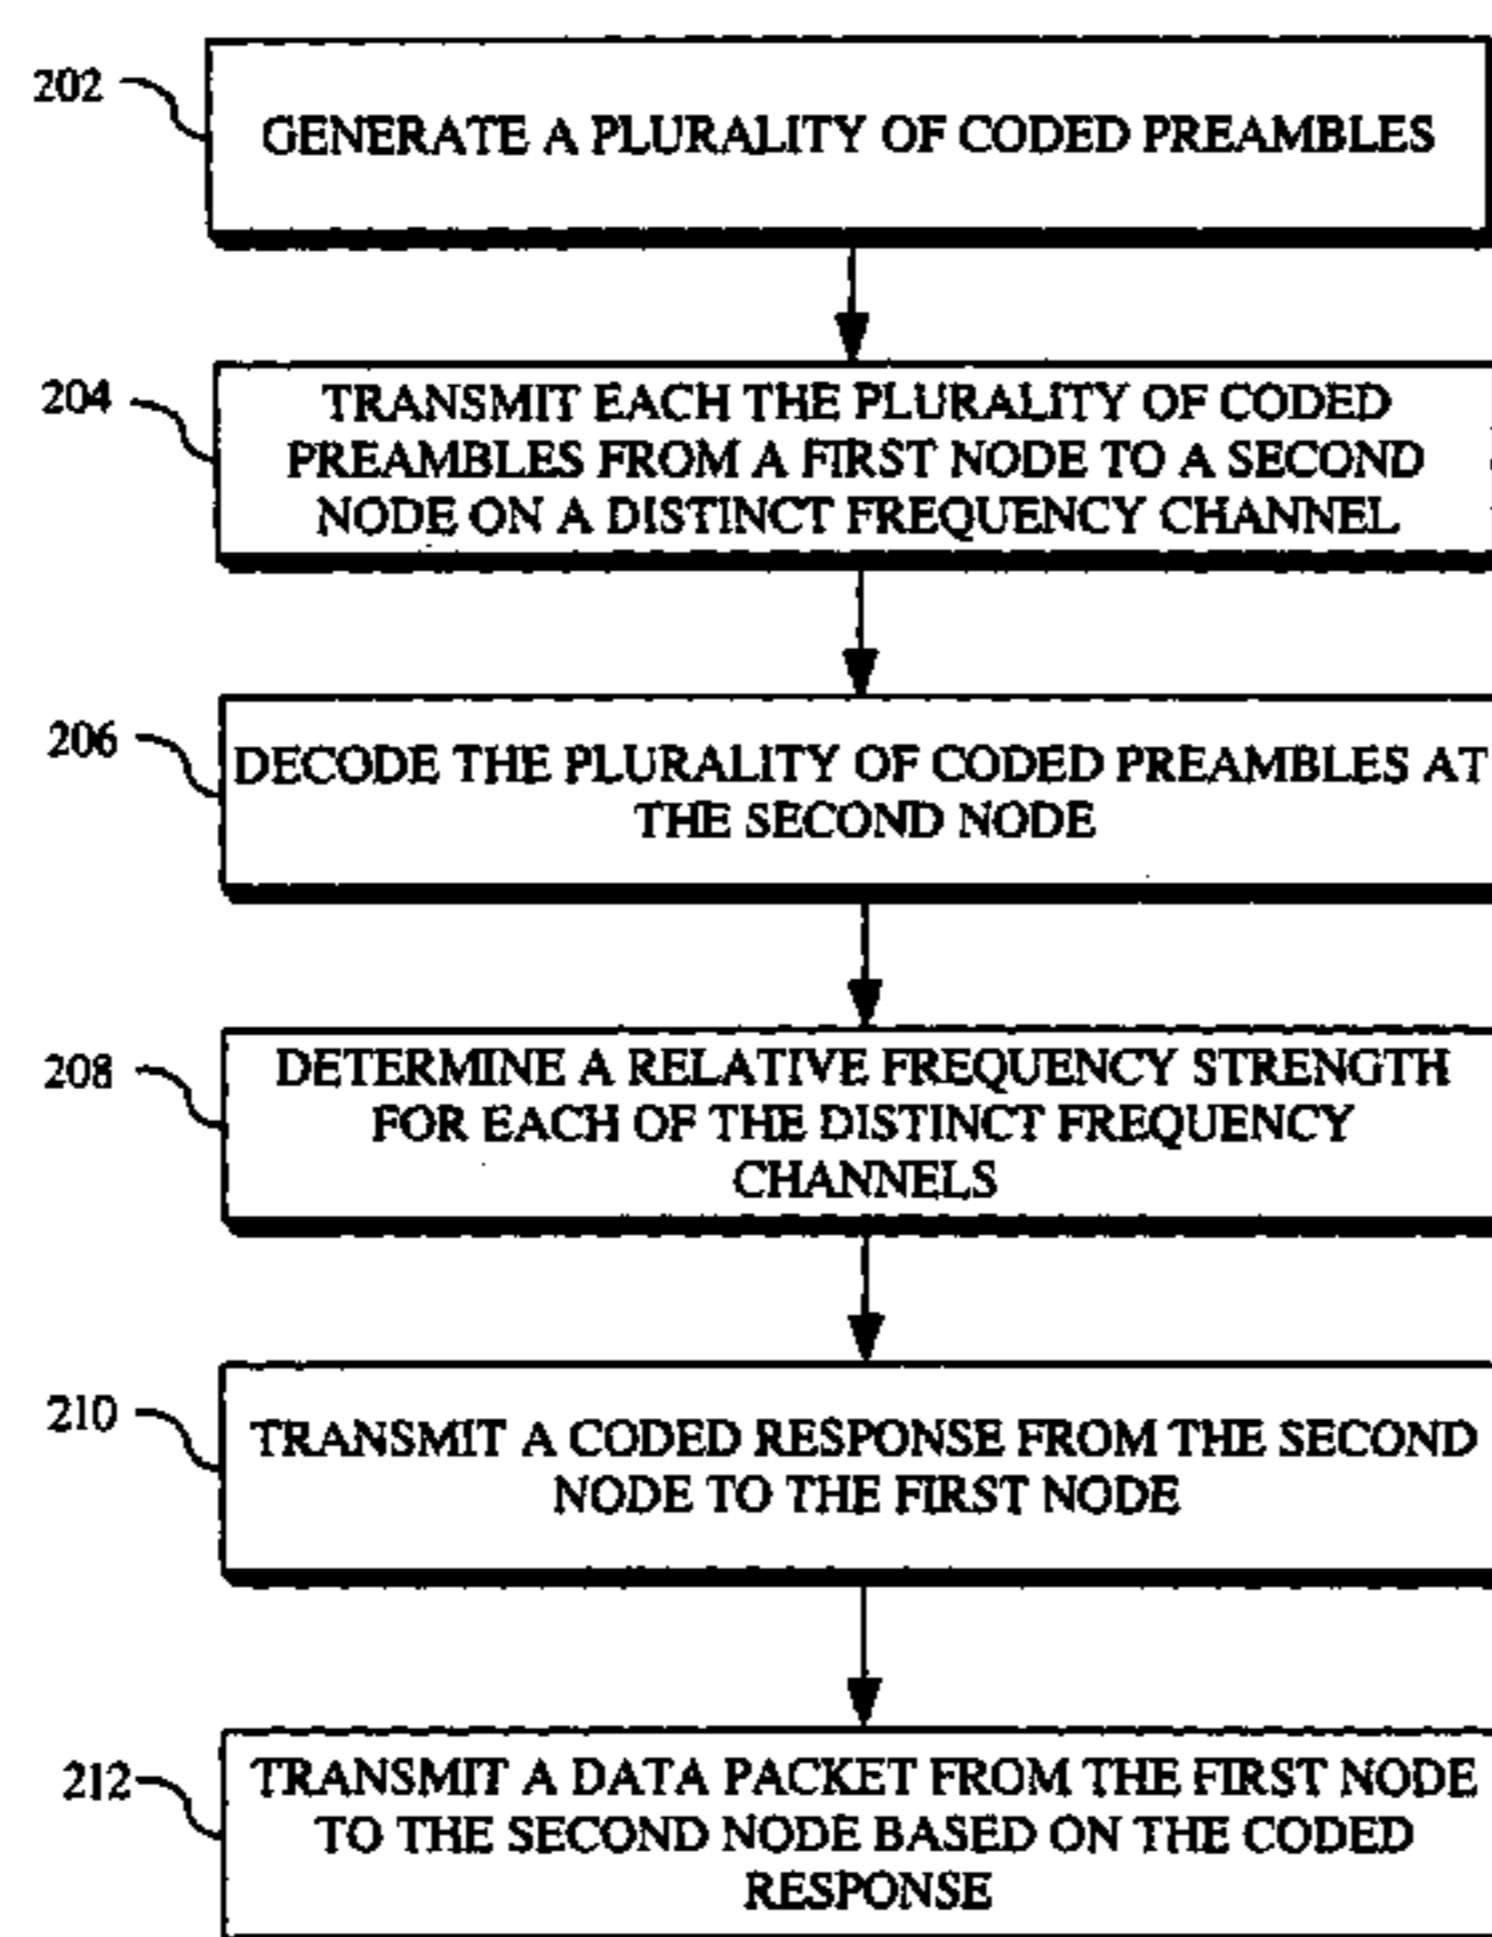 202
GENERATE A PLURALITY OF CODED PREAMBLES
204
TRANSMIT EACH THE PLURALITY OF CODED
PREAMBLES FROM A FIRST NODE TO A SECOND
NODE ON A DISTINCT FREQUENCY CHANNEL
206
DECODE THE PLURALITY OF CODED PREAMBLES AT
THE SECOND NODE
208
DETERMINE A RELATIVE FREQUENCY STRENGTH
FOR EACH OF THE DISTINCT FREQUENCY
CHANNELS
210
TRANSMIT A CODED RESPONSE FROM THE SECOND
NODE TO THE FIRST NODE
212
TRANSMIT A DATA PACKET FROM THE FIRST NODE
TO THE SECOND NODE BASED ON THE CODED
RESPONSE